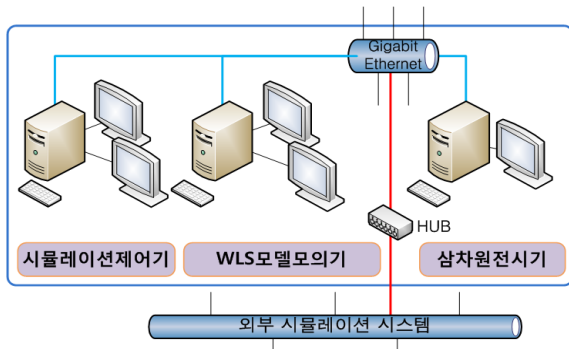 Gigabit
Ethernet
HUB
시뮬레이션제어기
WLS모델모의기
삼차원전시기
외부 시뮬레이션 시스템